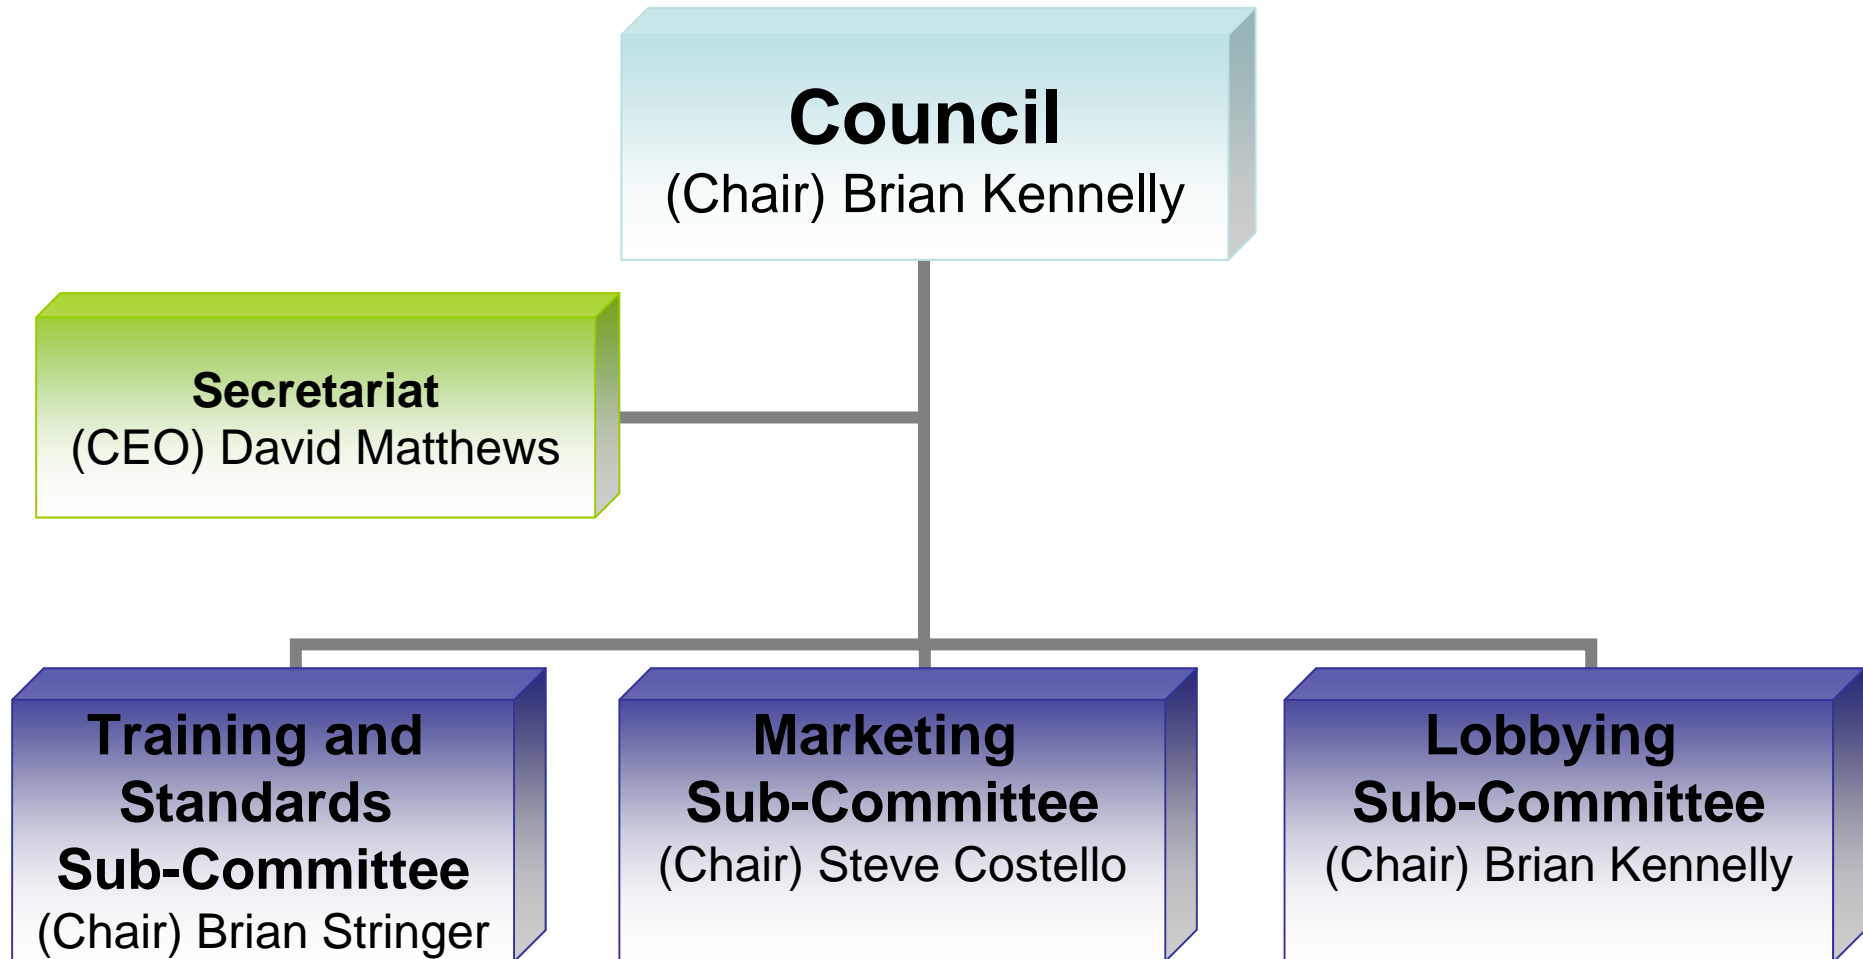 Council
(Chair) Brian Kennelly
Secretariat
(CEO) David Matthews
Training and
Standards
Sub-Committee
(Chair) Brian Stringer
Marketing
Sub-Committee
(Chair) Steve Costello
Lobbying
Sub-Committee
(Chair) Brian Kennelly